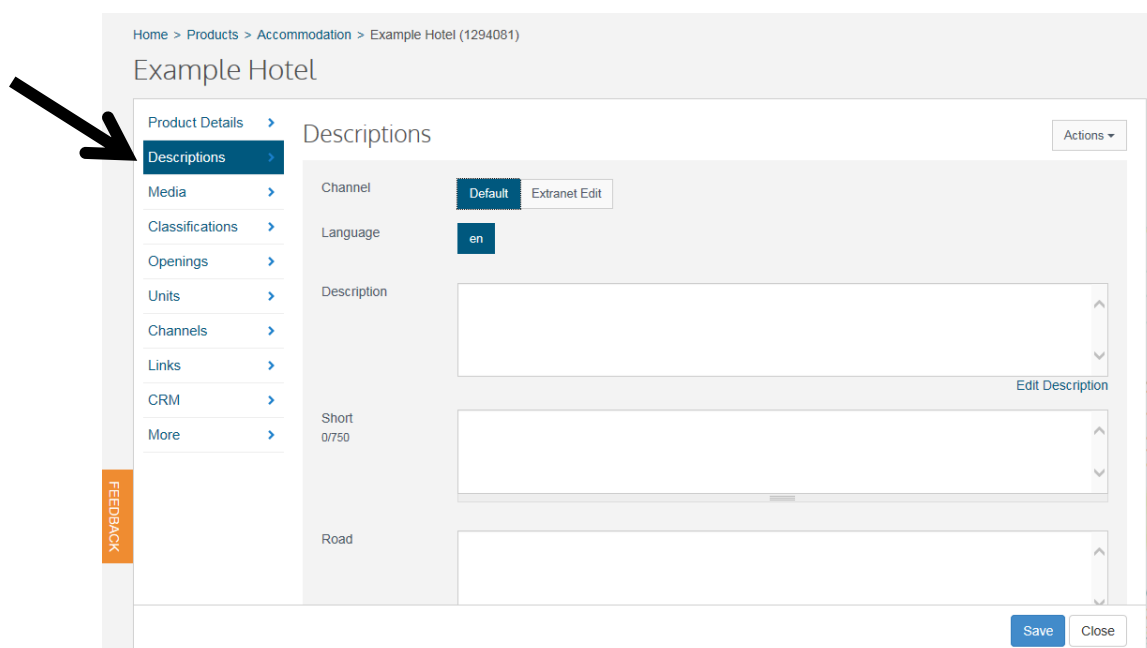 Home > Products > Accommodation > Example Hotel (1294081)
Example Hotel
Product Details
Descriptions
Media
Classifications
Openings
Units
Channels
Links
CRM
More
FEEDBACK
Descriptions
Actions
Channel
Default
Extranet Edit
Language
en
Description
Edit Description
Short
0/750
Road
Save
Close